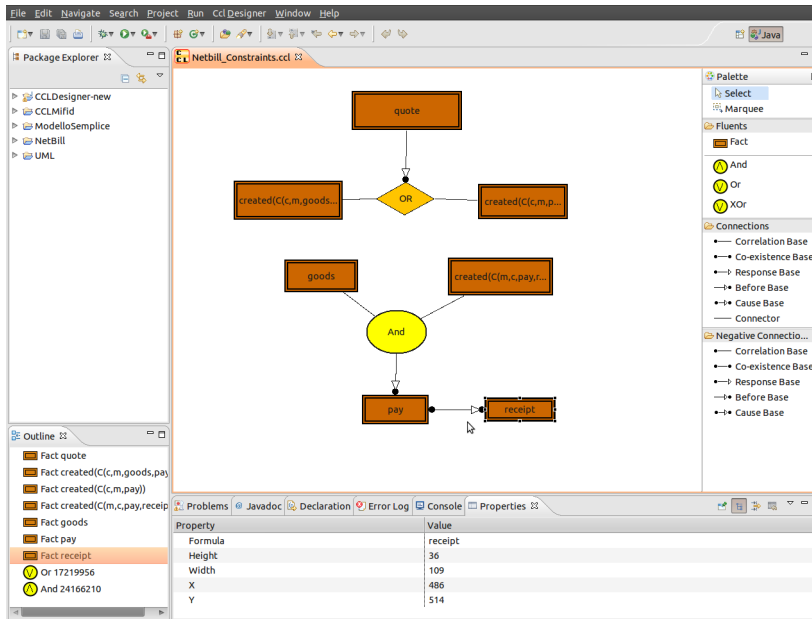 File Edit Navigate Search Project Run Ccl Designer Window Help
Java
Package Explorer
CCLDesigner-new
CCLMifid
ModelloSemplice
NetBill
UML
Netbill_Constraints.ccl
quote
created(C(c,m,goods...
OR
created(C(c,m,p...
goods
created(C(m,c,pay,r...
And
pay
receipt
Palette
Select
Marquee
Fluents
Fact
And
Or
XOr
Connections
Correlation Base
Co-existence Base
Response Base
Before Base
Cause Base
Connector
Negative Connectio...
Correlation Base
Co-existence Base
Response Base
Before Base
Cause Base
Outline
Fact quote
Fact created(C(c,m,goods,pay
Fact created(C(c,m,pay))
Fact created(C(m,c,pay,receip
Fact goods
Fact pay
Fact receipt
Or 17219956
And 24166210
Problems Javadoc Declaration Error Log Console Properties
Property Value
Formula receipt
Height 36
Width 109
X 486
Y 514